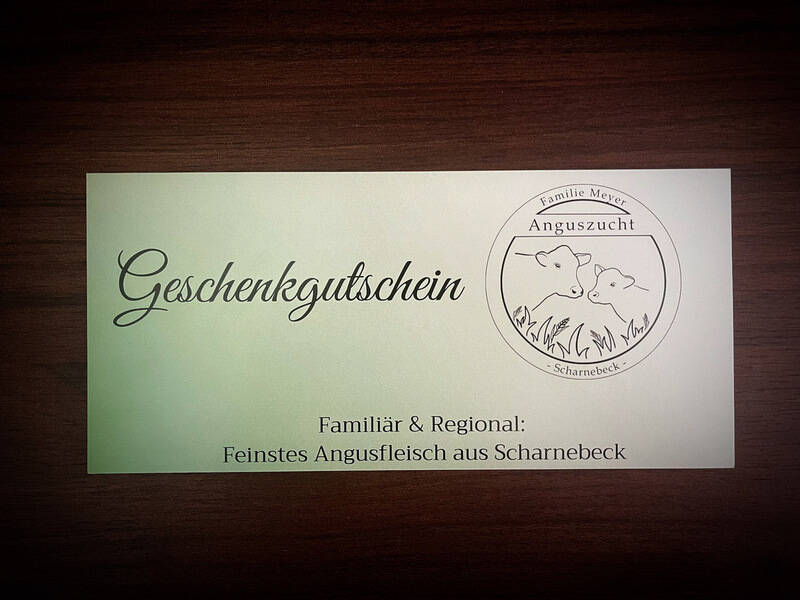 Familie Meyer
Anguszucht
Geschenkgutschein
- Scharnebeck -
Familiär & Regional:
Feinstes Angusfleisch aus Scharnebeck